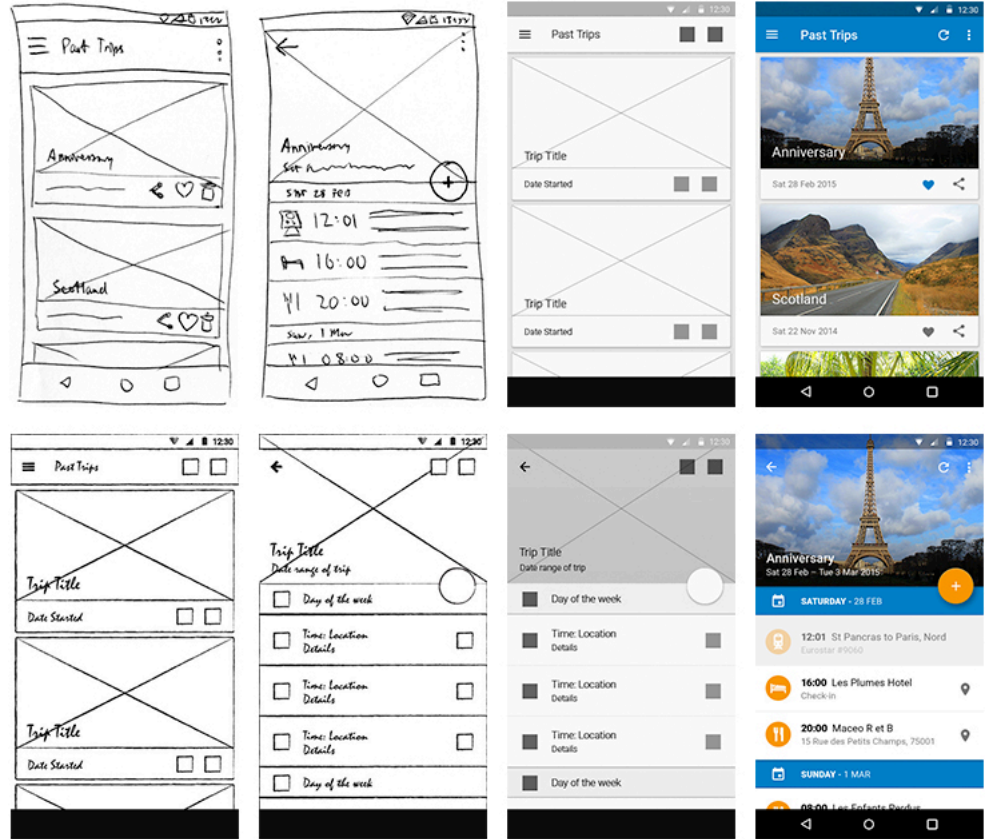 12:30
Past Trips
Anniversary
Scotland
Anniversary
Sat
SAT 28 FEB
12:01
16:00
20:00
Sun, 1 Mar
08:00
12:30
Past Trips
Trip Title
Date Started
Trip Title
Date Started
12:30
Past Trips
Anniversary
Sat 28 Feb 2015
Scotland
Sat 22 Nov 2014
12:30
Past Trips
Trip Title
Date Started
Trip Title
Date Started
12:30
Trip Title
Date range of trip
Day of the week
Time: Location
Details
Time: Location
Details
Time: Location
Details
Day of the week
12:30
Trip Title
Date range of trip
Day of the week
Time: Location
Details
Time: Location
Details
Time: Location
Details
Day of the week
12:30
Anniversary
Sat 28 Feb – Tue 3 Mar 2015
SATURDAY - 28 FEB
12:01 St Pancras to Paris, Nord
Eurostar #9060
16:00 Les Plumes Hotel
Check-in
20:00 Maceo R et B
15 Rue des Petits Champs, 75001
SUNDAY - 1 MAR
08:00 Les Enfants Perdus